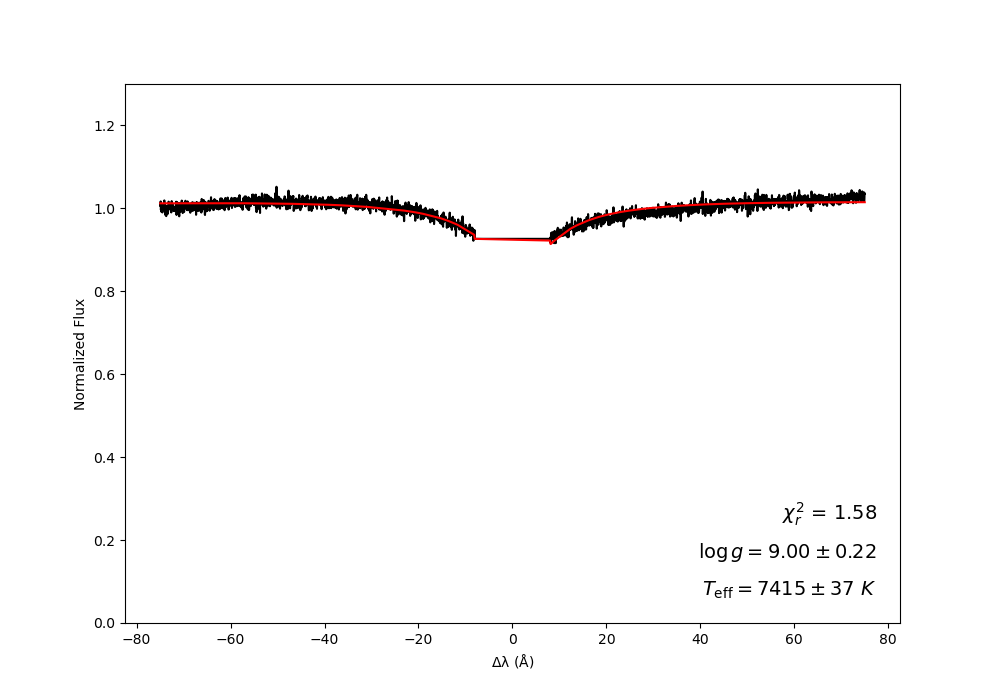 1.2
1.0
0.8
0.6
0.4
0.2
0.0
Normalized Flux
χ²ᵣ = 1.58
log g = 9.00 ± 0.22
T_eff = 7415 ± 37 K
−80 −60 −40 −20 0 20 40 60 80
Δλ (Å)